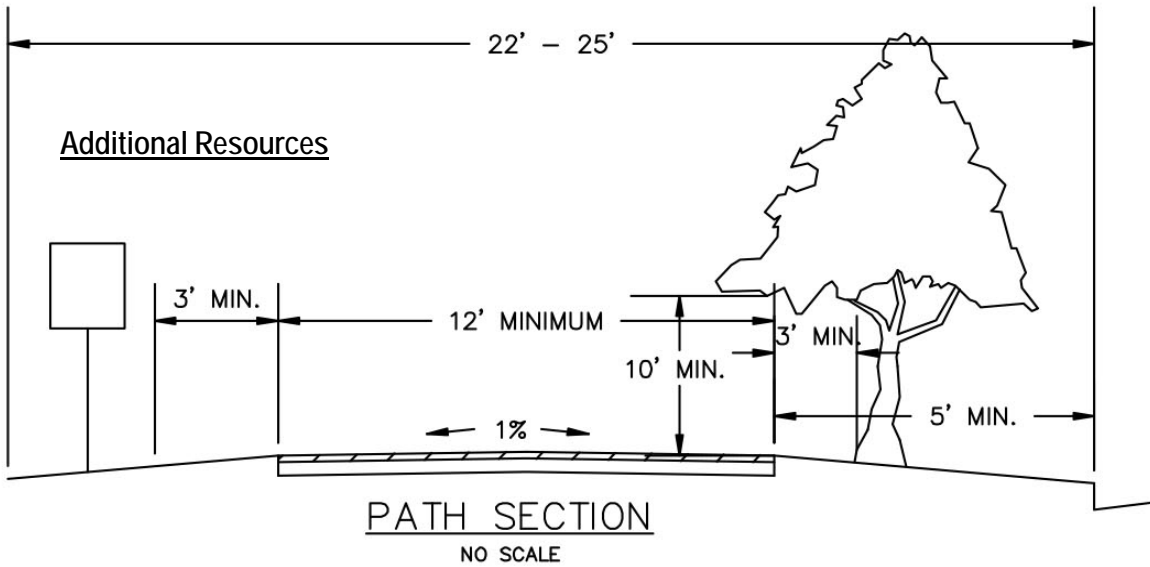 22' - 25'
Additional Resources
3' MIN.
12' MINIMUM
3' MIN.
10' MIN.
5' MIN.
1%
PATH SECTION
NO SCALE